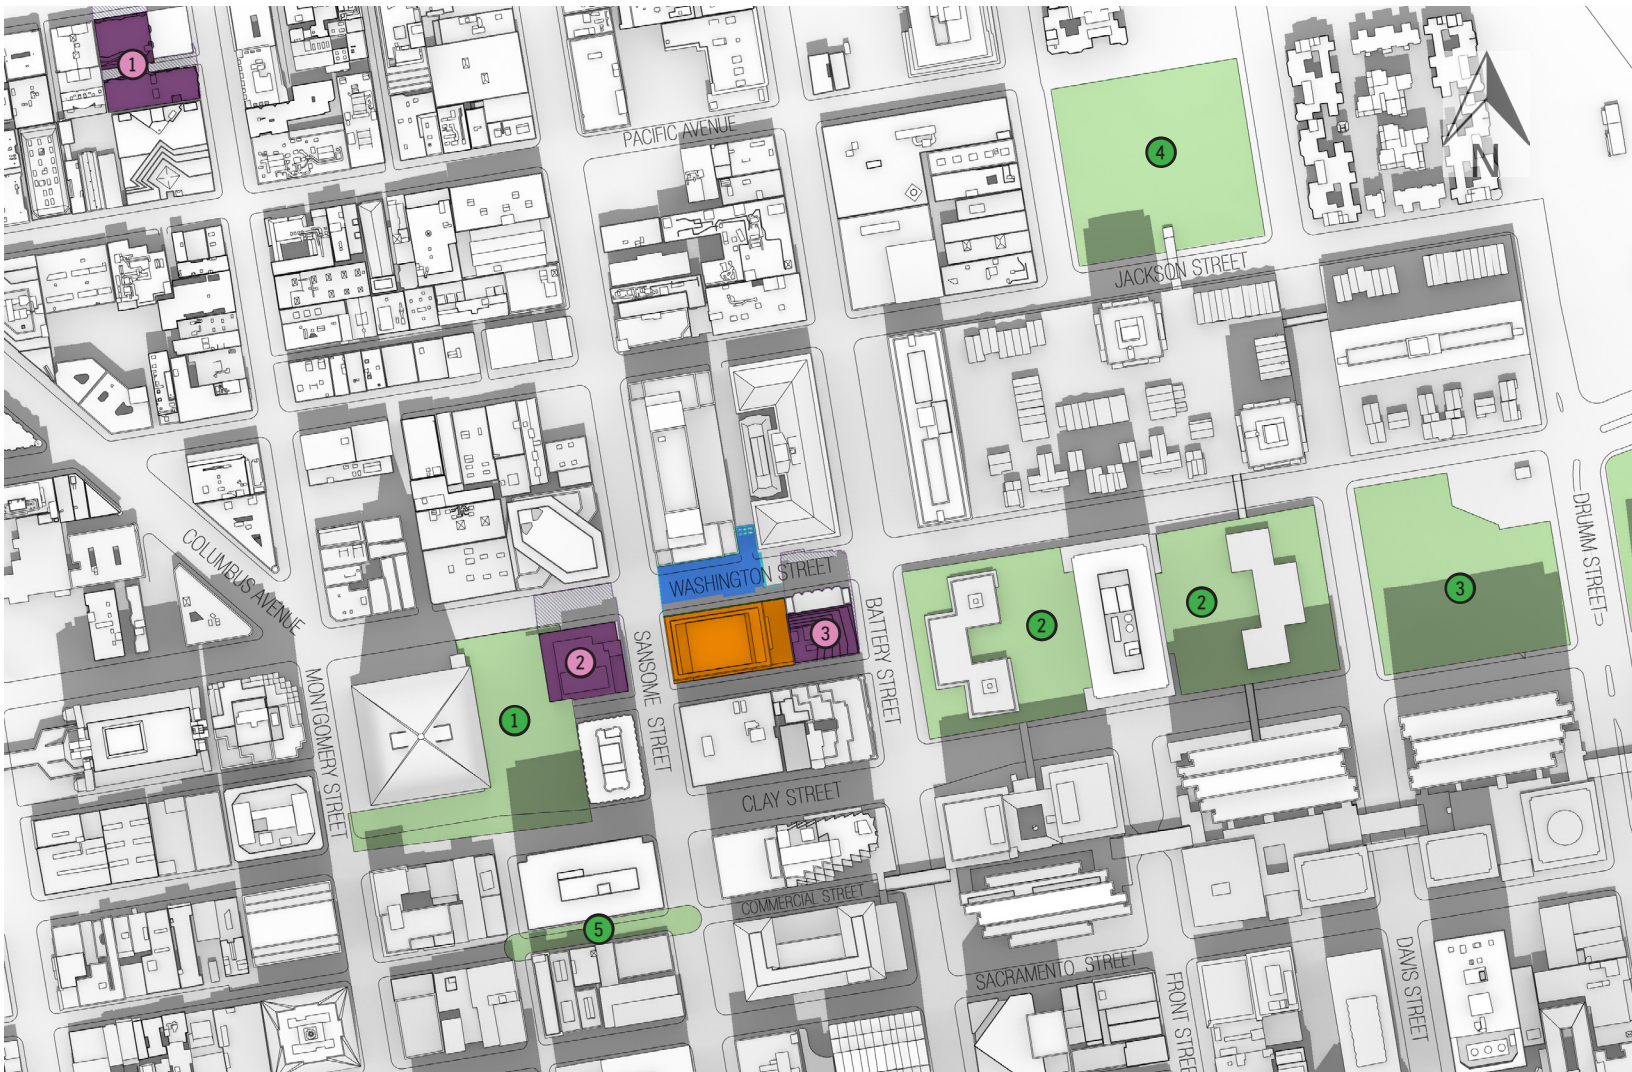 1
PACIFIC AVENUE
4
N
JACKSON STREET
COLUMBUS AVENUE
WASHINGTON STREET
DRUMM STREET
3
2
2
3
2
BATTERY STREET
SANSOME STREET
MONTGOMERY STREET
1
CLAY STREET
COMMERCIAL STREET
5
SACRAMENTO STREET
FRONT STREE
DAVIS STREET